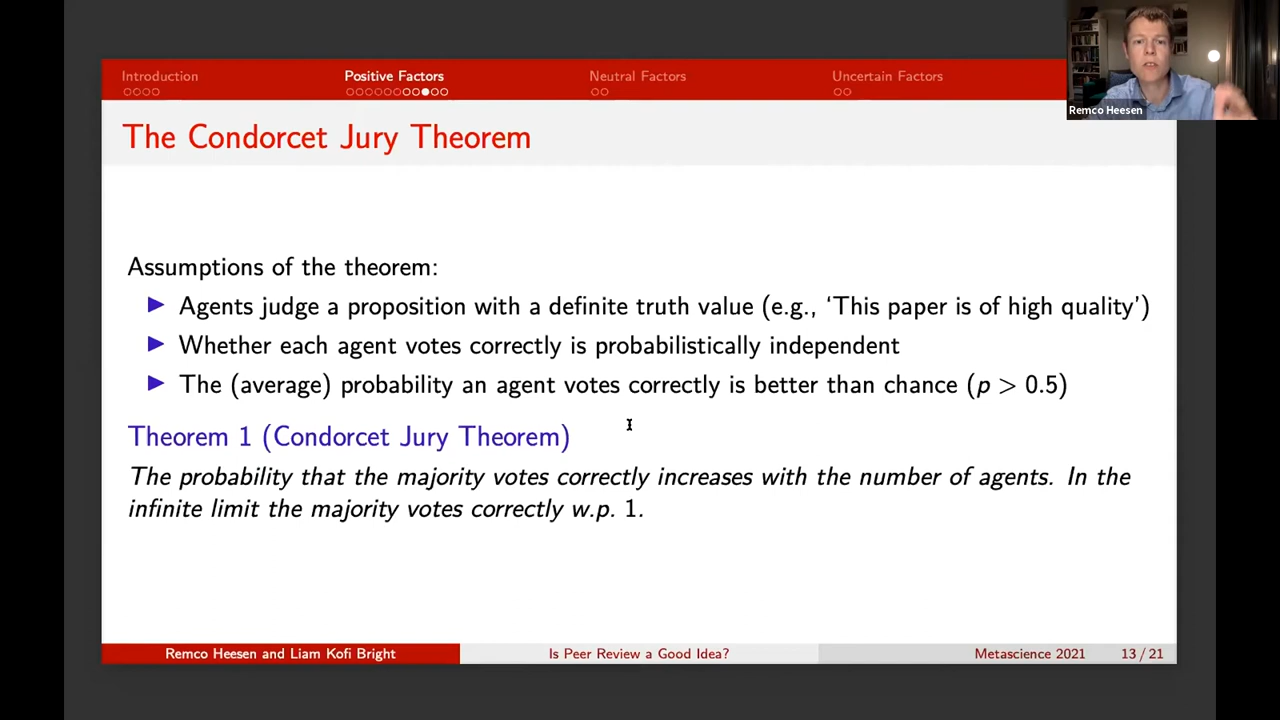 Introduction
Positive Factors
Neutral Factors
Uncertain Factors
Remco Heesen
The Condorcet Jury Theorem
Assumptions of the theorem:
Agents judge a proposition with a definite truth value (e.g., ‘This paper is of high quality’)
Whether each agent votes correctly is probabilistically independent
The (average) probability an agent votes correctly is better than chance (p > 0.5)
Theorem 1 (Condorcet Jury Theorem)
The probability that the majority votes correctly increases with the number of agents. In the
infinite limit the majority votes correctly w.p. 1.
Remco Heesen and Liam Kofi Bright
Is Peer Review a Good Idea?
Metascience 2021
13 / 21